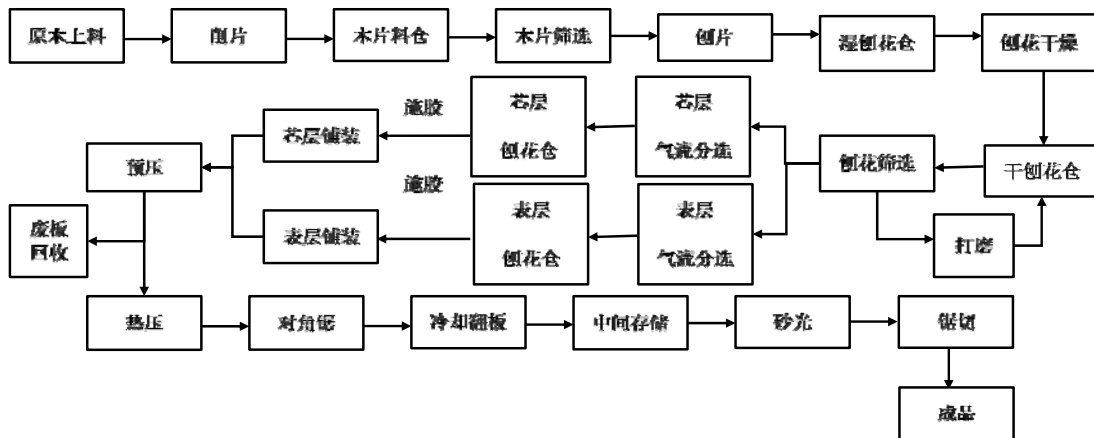 原木上料
削片
木片料仓
木片筛选
刨片
湿刨花仓
刨花干燥
芯层铺装
施胶
芯层
刨花仓
芯层
气流分选
刨花筛选
干刨花仓
预压
施胶
表层铺装
表层
刨花仓
表层
气流分选
打磨
废板
回收
热压
对角锯
冷却翻板
中间存储
砂光
锯切
成品